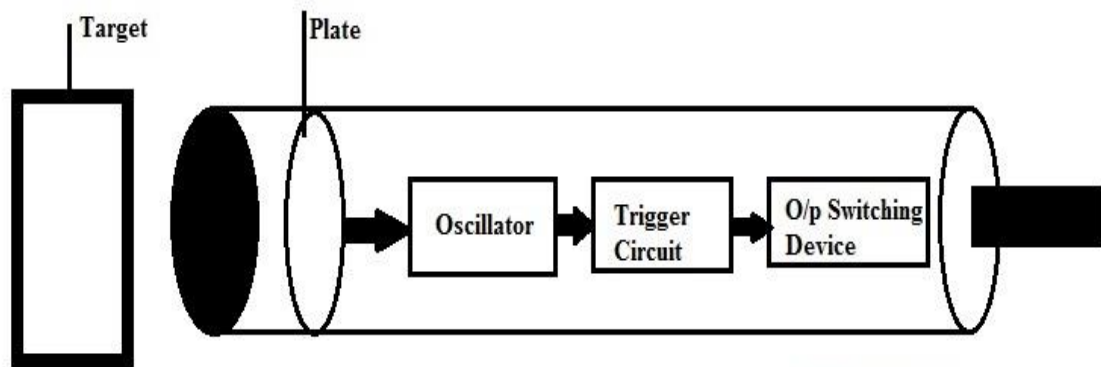 Target
Plate
Oscillator
Trigger
Circuit
O/p Switching
Device